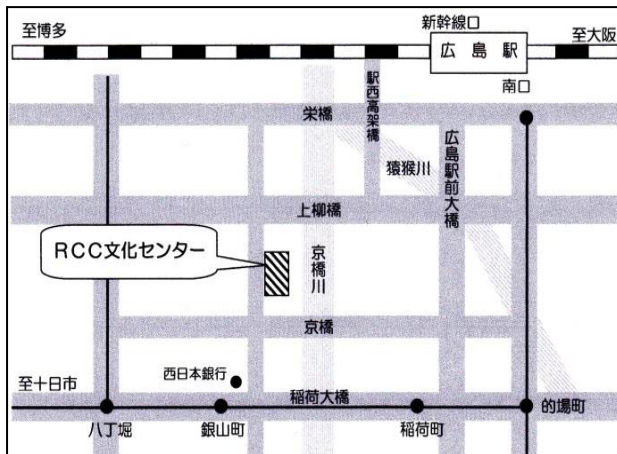 至博多
新幹線口
広島駅
至大阪
南口
駅西高架橋
栄橋
猿猴川
広島駅前大橋
上柳橋
RCC文化センター
京橋川
京橋
西日本銀行
至十日市
稲荷大橋
八丁堀
銀山町
稲荷町
的場町